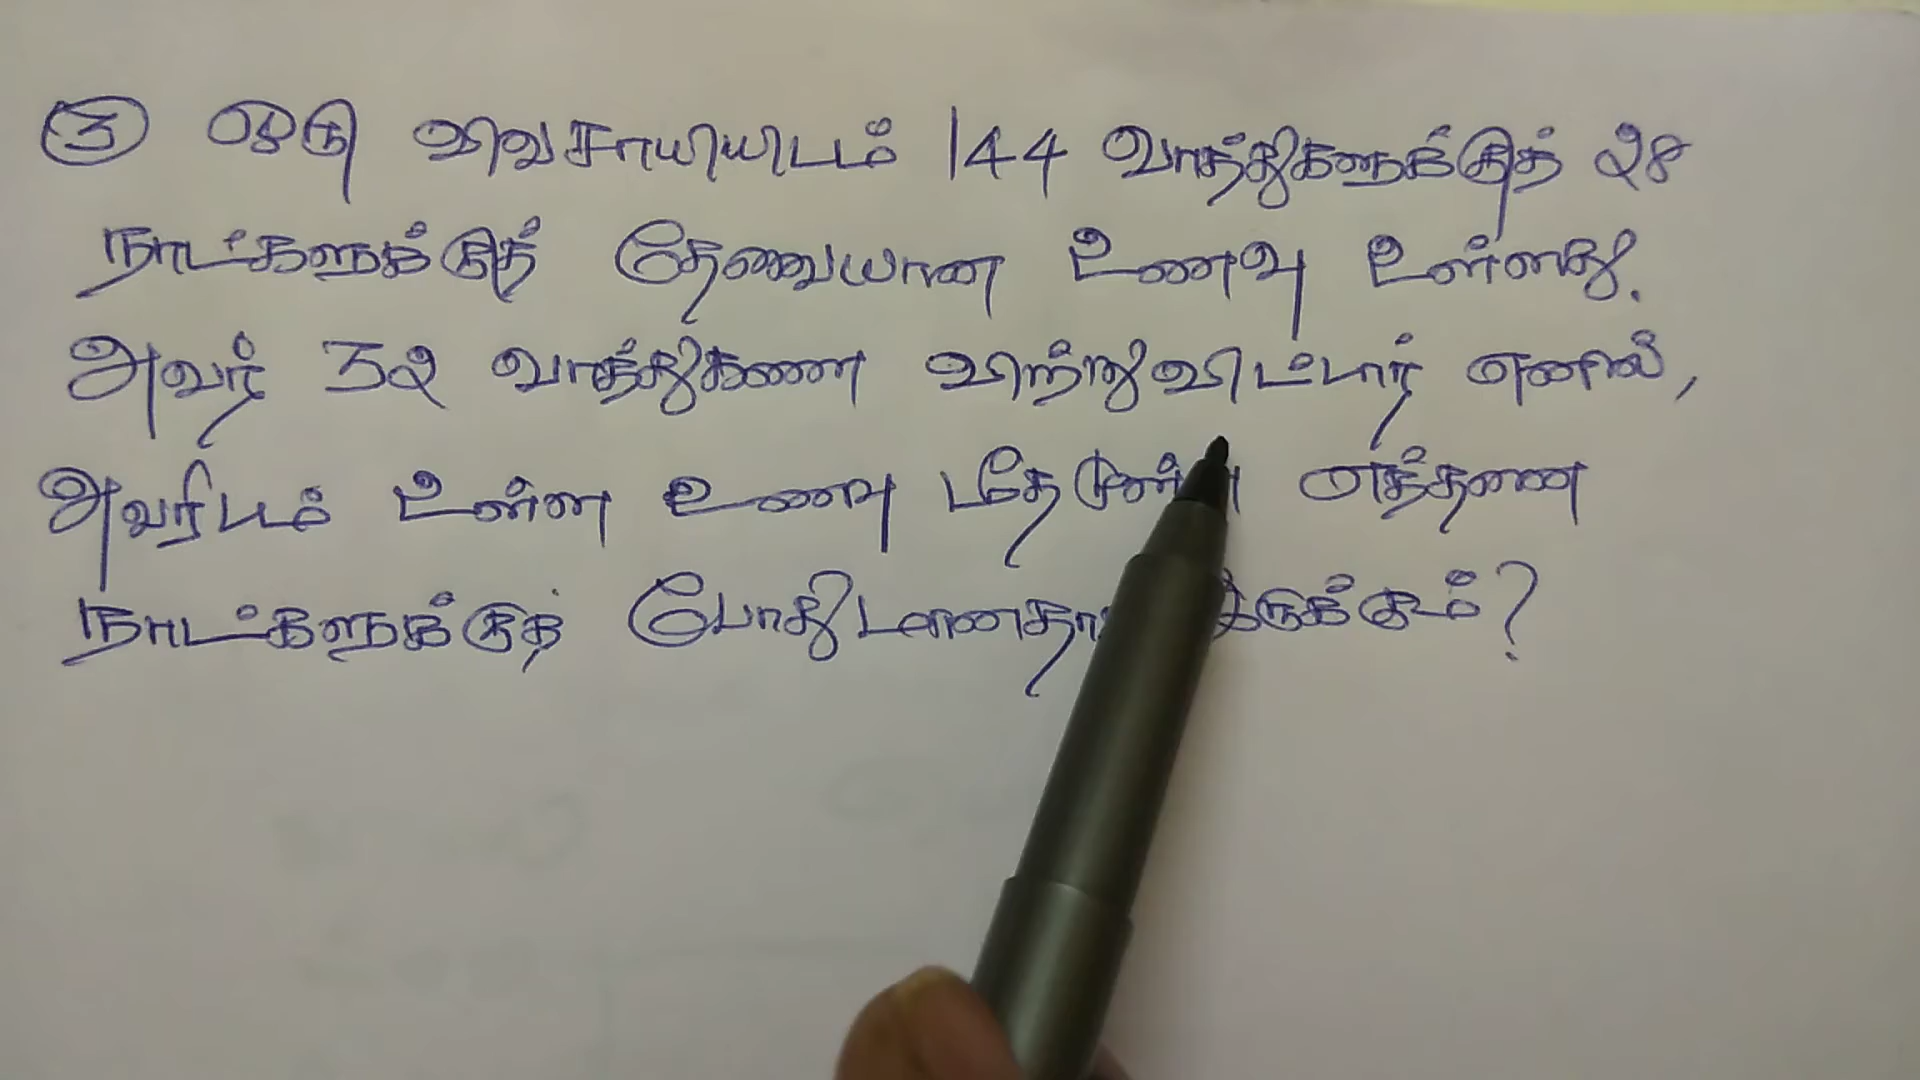 ③ ஒரு விவசாயியிடம் 144 வாத்துகளுக்குத் 28
நாட்களுக்குத் தேவையான உணவு உள்ளது.
அவர் 32 வாத்துகளை விற்றுவிட்டார் எனில்,
அவரிடம் உள்ள உணவு எத்தனை
நாட்களுக்குத் போதுமானதாக இருக்கும்?